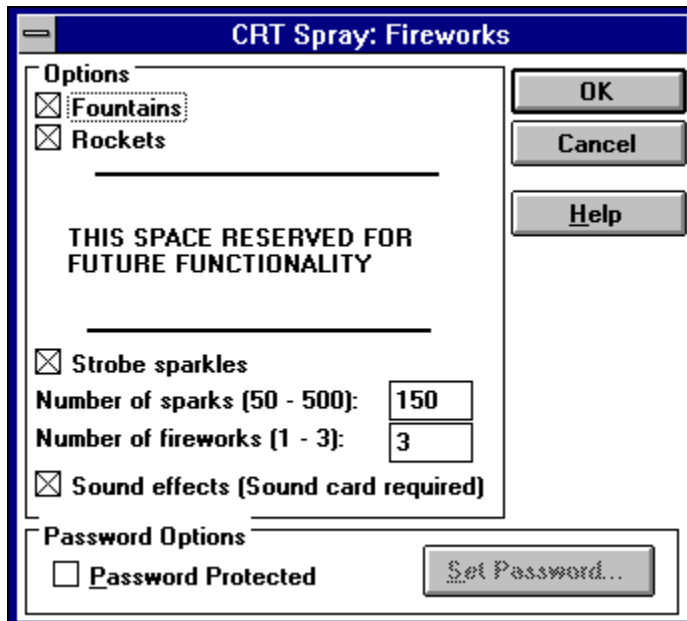 CRT Spray: Fireworks
Options
Fountains
Rockets
THIS SPACE RESERVED FOR
FUTURE FUNCTIONALITY
Strobe sparkles
Number of sparks (50 - 500): 150
Number of fireworks (1 - 3): 3
Sound effects (Sound card required)
OK
Cancel
Help
Password Options
Password Protected
Set Password...